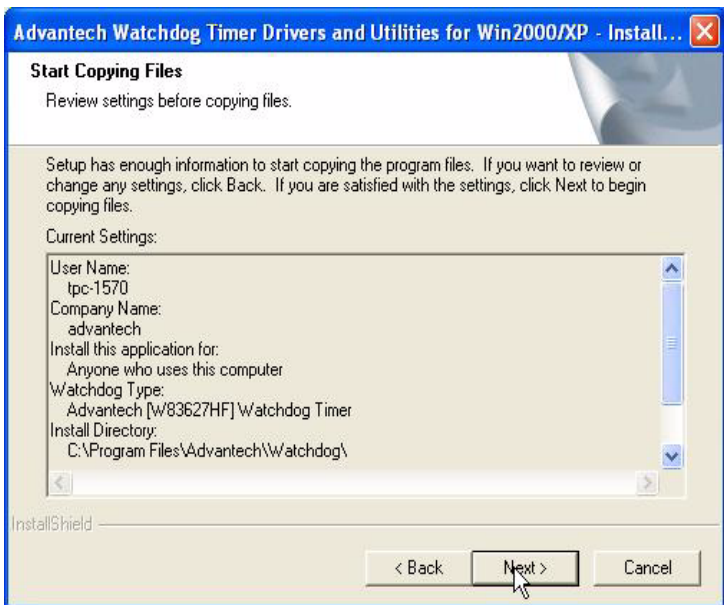 Advantech Watchdog Timer Drivers and Utilities for Win2000/XP - Install...
Start Copying Files
Review settings before copying files.
Setup has enough information to start copying the program files. If you want to review or
change any settings, click Back. If you are satisfied with the settings, click Next to begin
copying files.
Current Settings:
User Name:
tpc-1570
Company Name:
advantech
Install this application for:
Anyone who uses this computer
Watchdog Type:
Advantech [W83627HF] Watchdog Timer
Install Directory:
C:\Program Files\Advantech\Watchdog\
InstallShield
< Back
Next >
Cancel